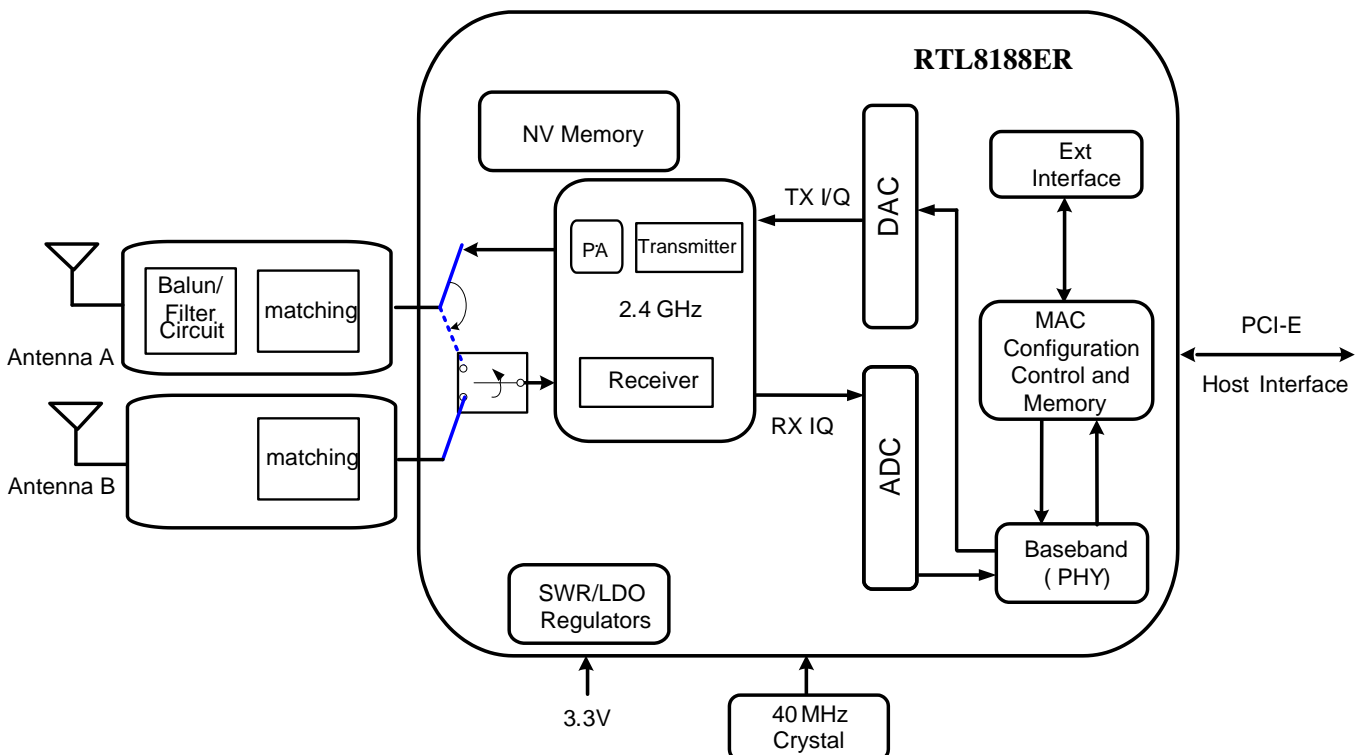 RTL8188ER
NV Memory
Ext
Interface
DAC
TX I/Q
PA
Transmitter
2.4 GHz
Receiver
Balun/
Filter
Circuit
matching
Antenna A
MAC
Configuration
Control and
Memory
PCI-E
Host Interface
RX IQ
ADC
matching
Antenna B
Baseband
( PHY)
SWR/LDO
Regulators
3.3V
40 MHz
Crystal